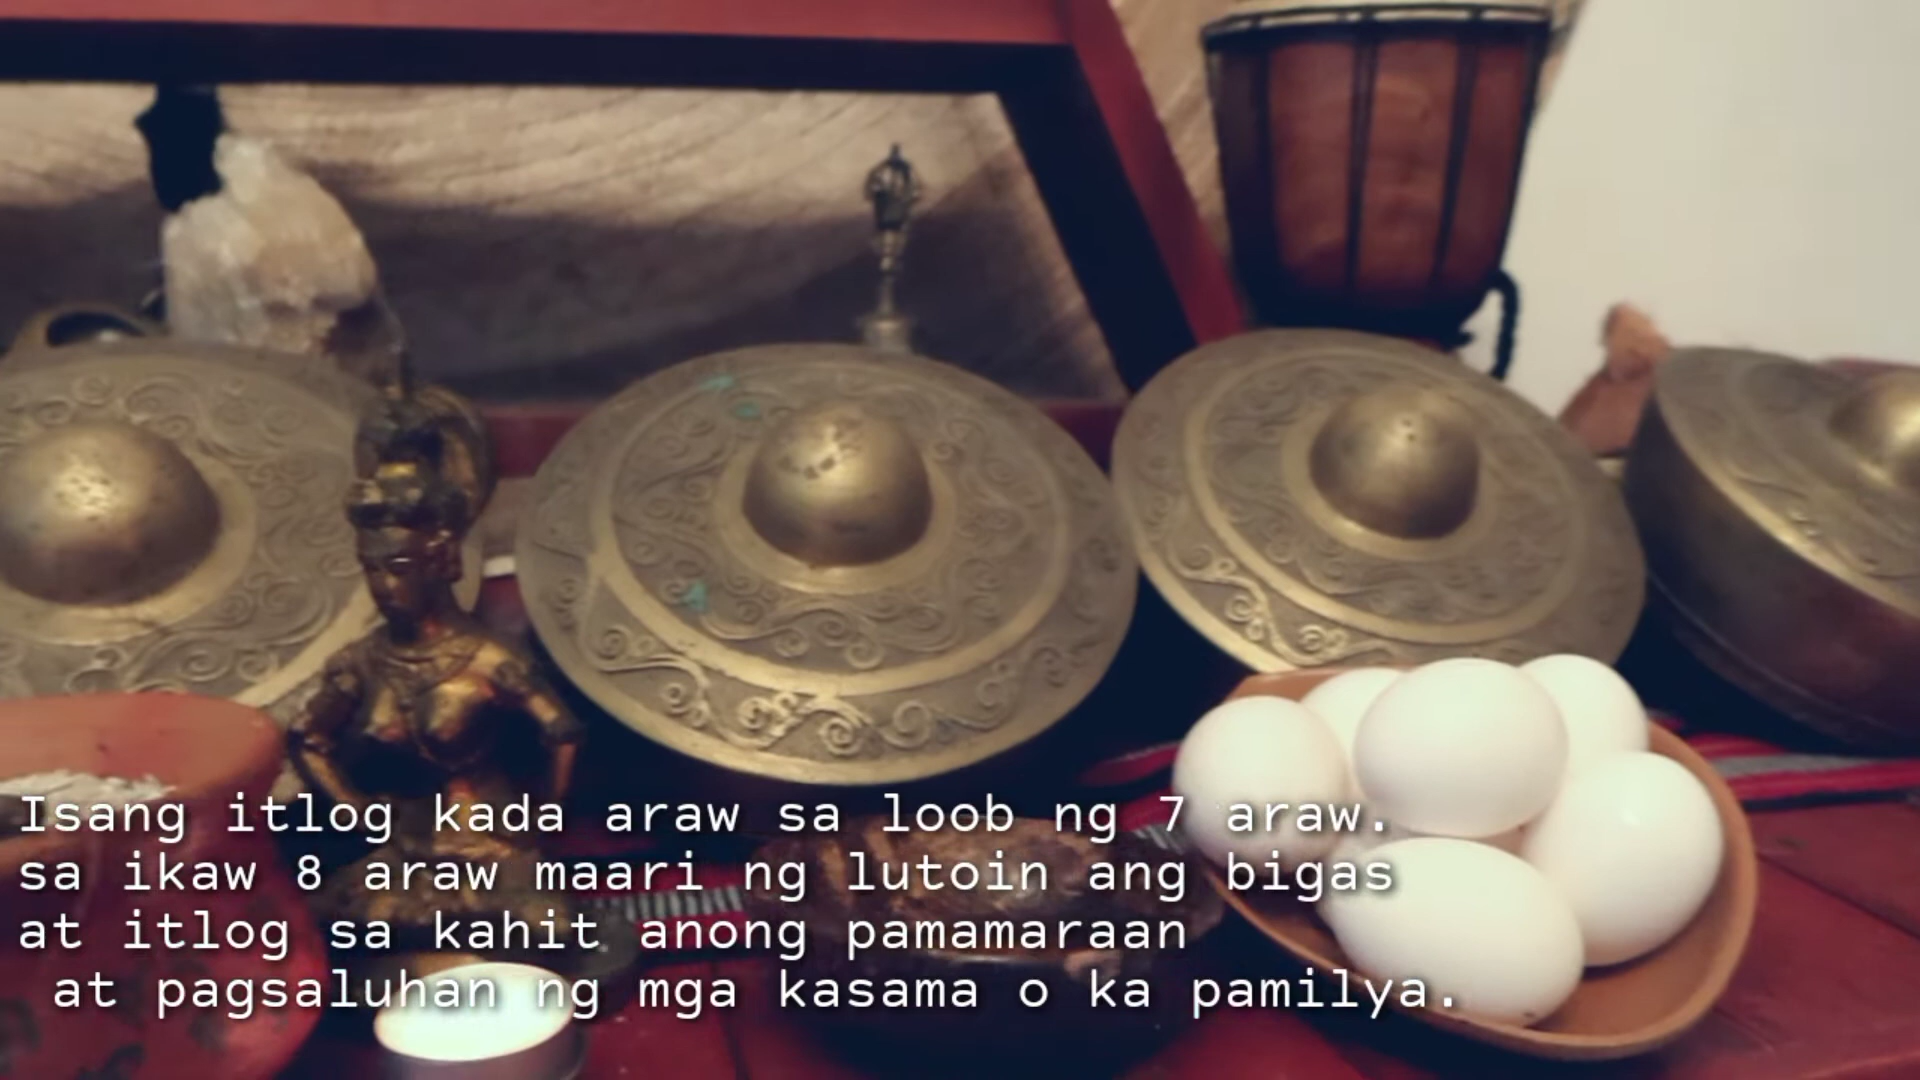 Isang itlog kada araw sa loob ng 7 araw.
sa ikaw 8 araw maari ng lutoin ang bigas
at itlog sa kahit anong pamamaraan
at pagsaluhan ng mga kasama o ka pamilya.